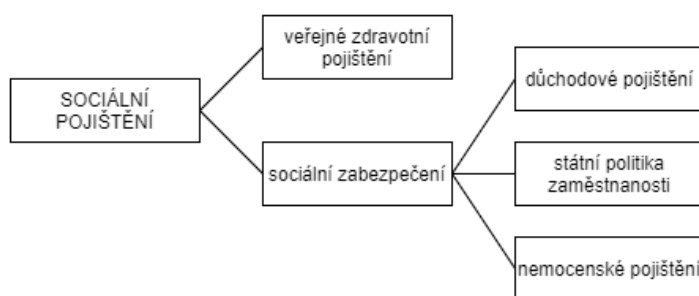 SOCIÁLNÍ
POJIŠTĚNÍ
veřejné zdravotní
pojištění
sociální zabezpečení
důchodové pojištění
státní politika
zaměstnanosti
nemocenské pojištění